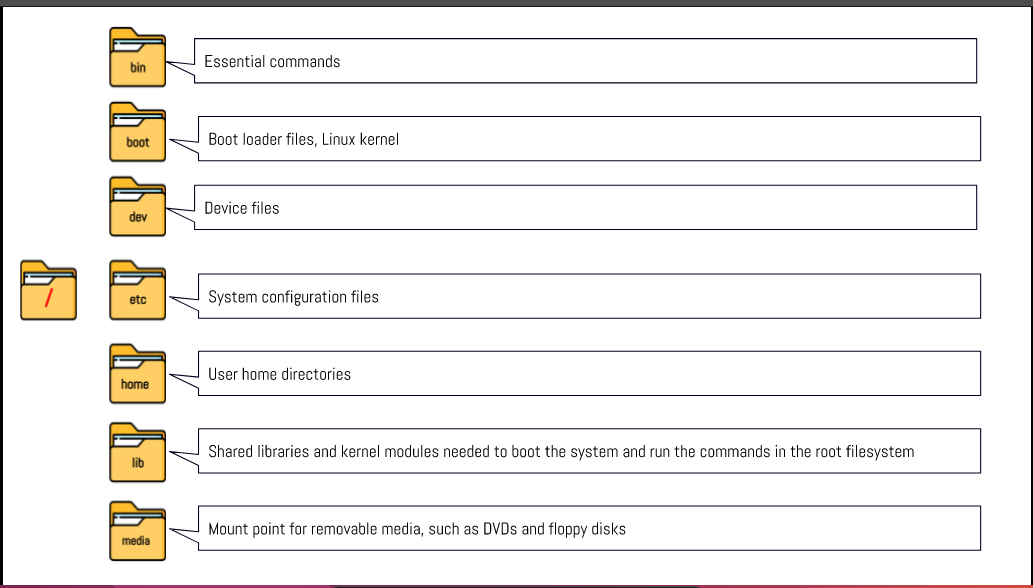 bin
Essential commands
boot
Boot loader files, Linux kernel
dev
Device files
/
etc
System configuration files
home
User home directories
lib
Shared libraries and kernel modules needed to boot the system and run the commands in the root filesystem
media
Mount point for removable media, such as DVDs and floppy disks